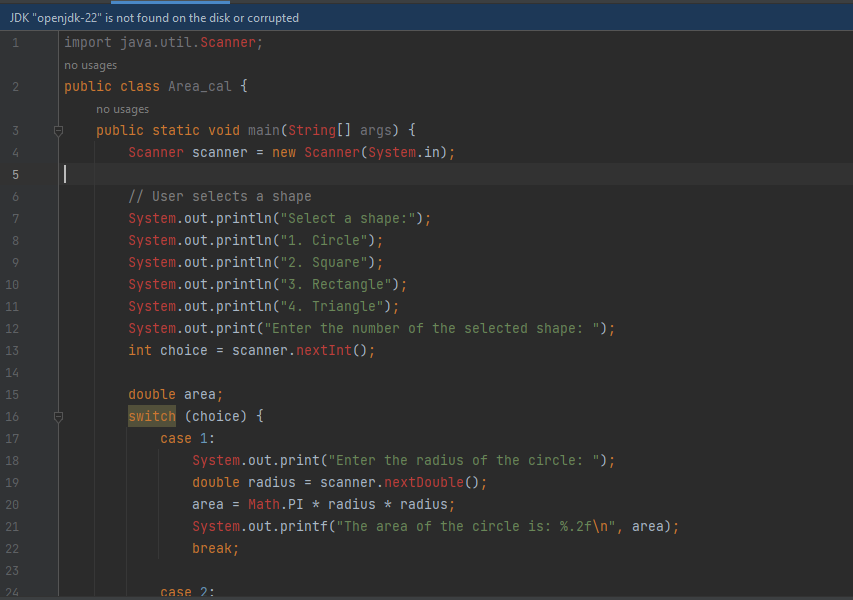 JDK "openjdk-22" is not found on the disk or corrupted
1 import java.util.Scanner;
no usages
2 public class Area_cal {
no usages
3 public static void main(String[] args) {
4 Scanner scanner = new Scanner(System.in);
5
6 // User selects a shape
7 System.out.println("Select a shape:");
8 System.out.println("1. Circle");
9 System.out.println("2. Square");
10 System.out.println("3. Rectangle");
11 System.out.println("4. Triangle");
12 System.out.print("Enter the number of the selected shape: ");
13 int choice = scanner.nextInt();
14
15 double area;
16 switch (choice) {
17 case 1:
18 System.out.print("Enter the radius of the circle: ");
19 double radius = scanner.nextDouble();
20 area = Math.PI * radius * radius;
21 System.out.printf("The area of the circle is: %.2f\n", area);
22 break;
23
24 case 2: